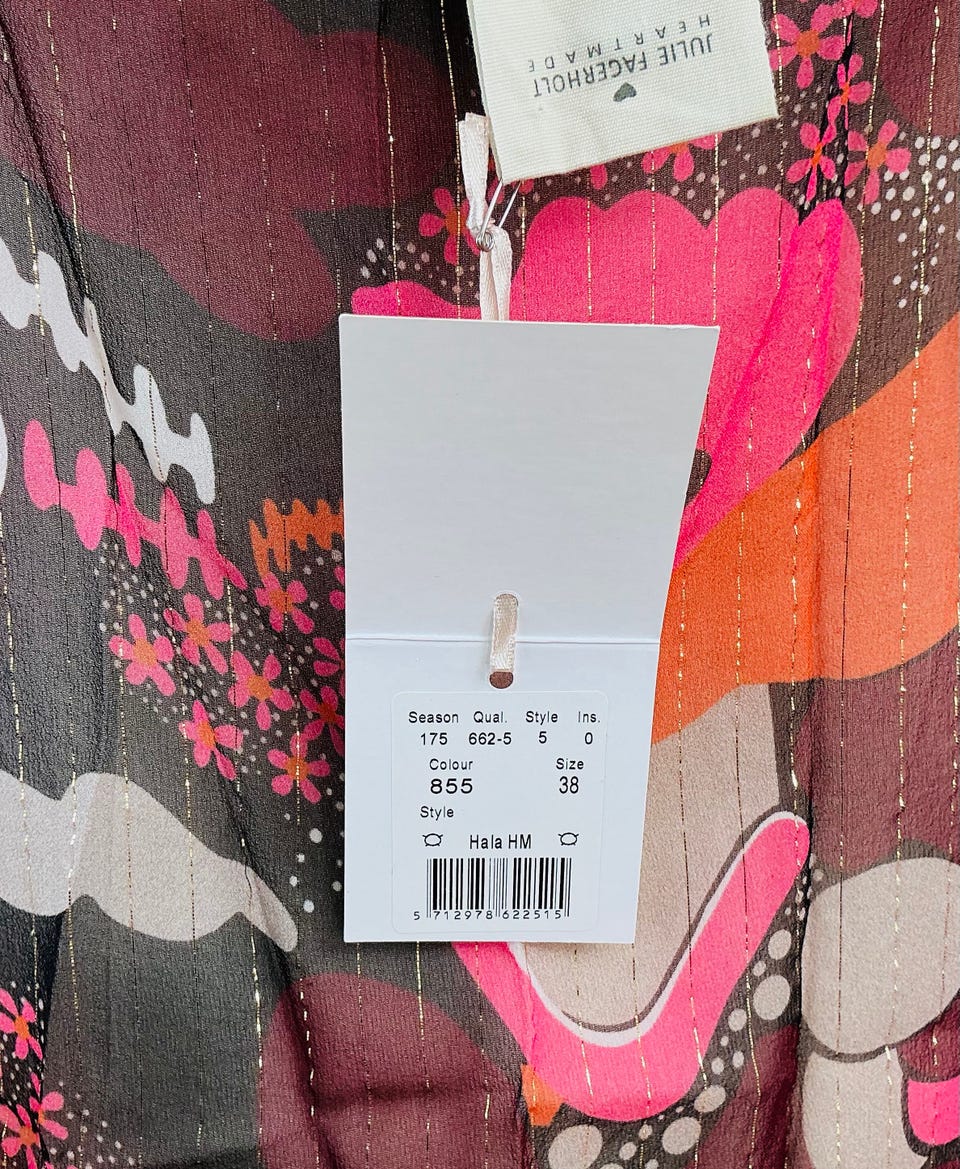 JULIE FAGERHOLT
HEARTMADE
Season Qual. Style Ins.
175 662-5 5 0
Colour Size
855 38
Style
Hala HM
5 712978 622515